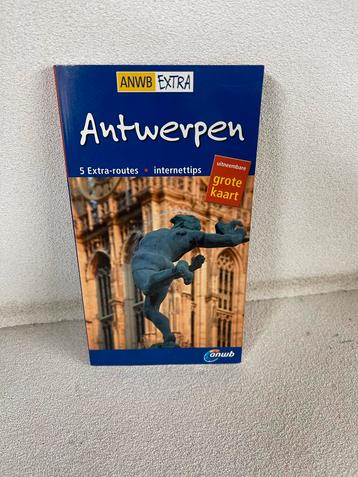 ANWB EXTRA
Antwerpen
5 Extra-routes • internettips
uitneembare
grote
kaart
anwb